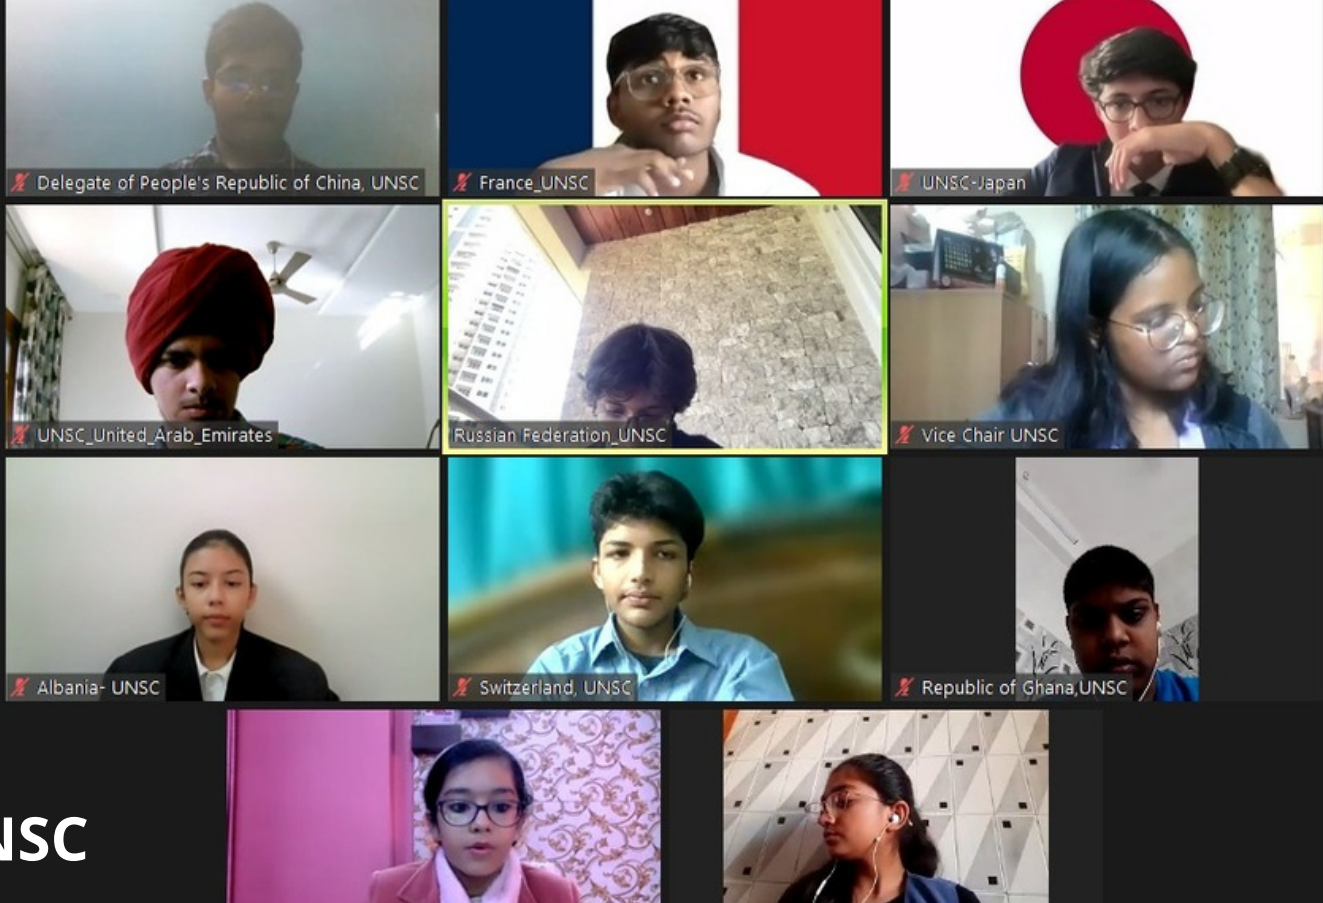 Delegate of People's Republic of China, UNSC
France_UNSC
UNSC-Japan
UNSC_United_Arab_Emirates
Russian Federation_UNSC
Vice Chair UNSC
Albania- UNSC
Switzerland, UNSC
Republic of Ghana,UNSC
NSC